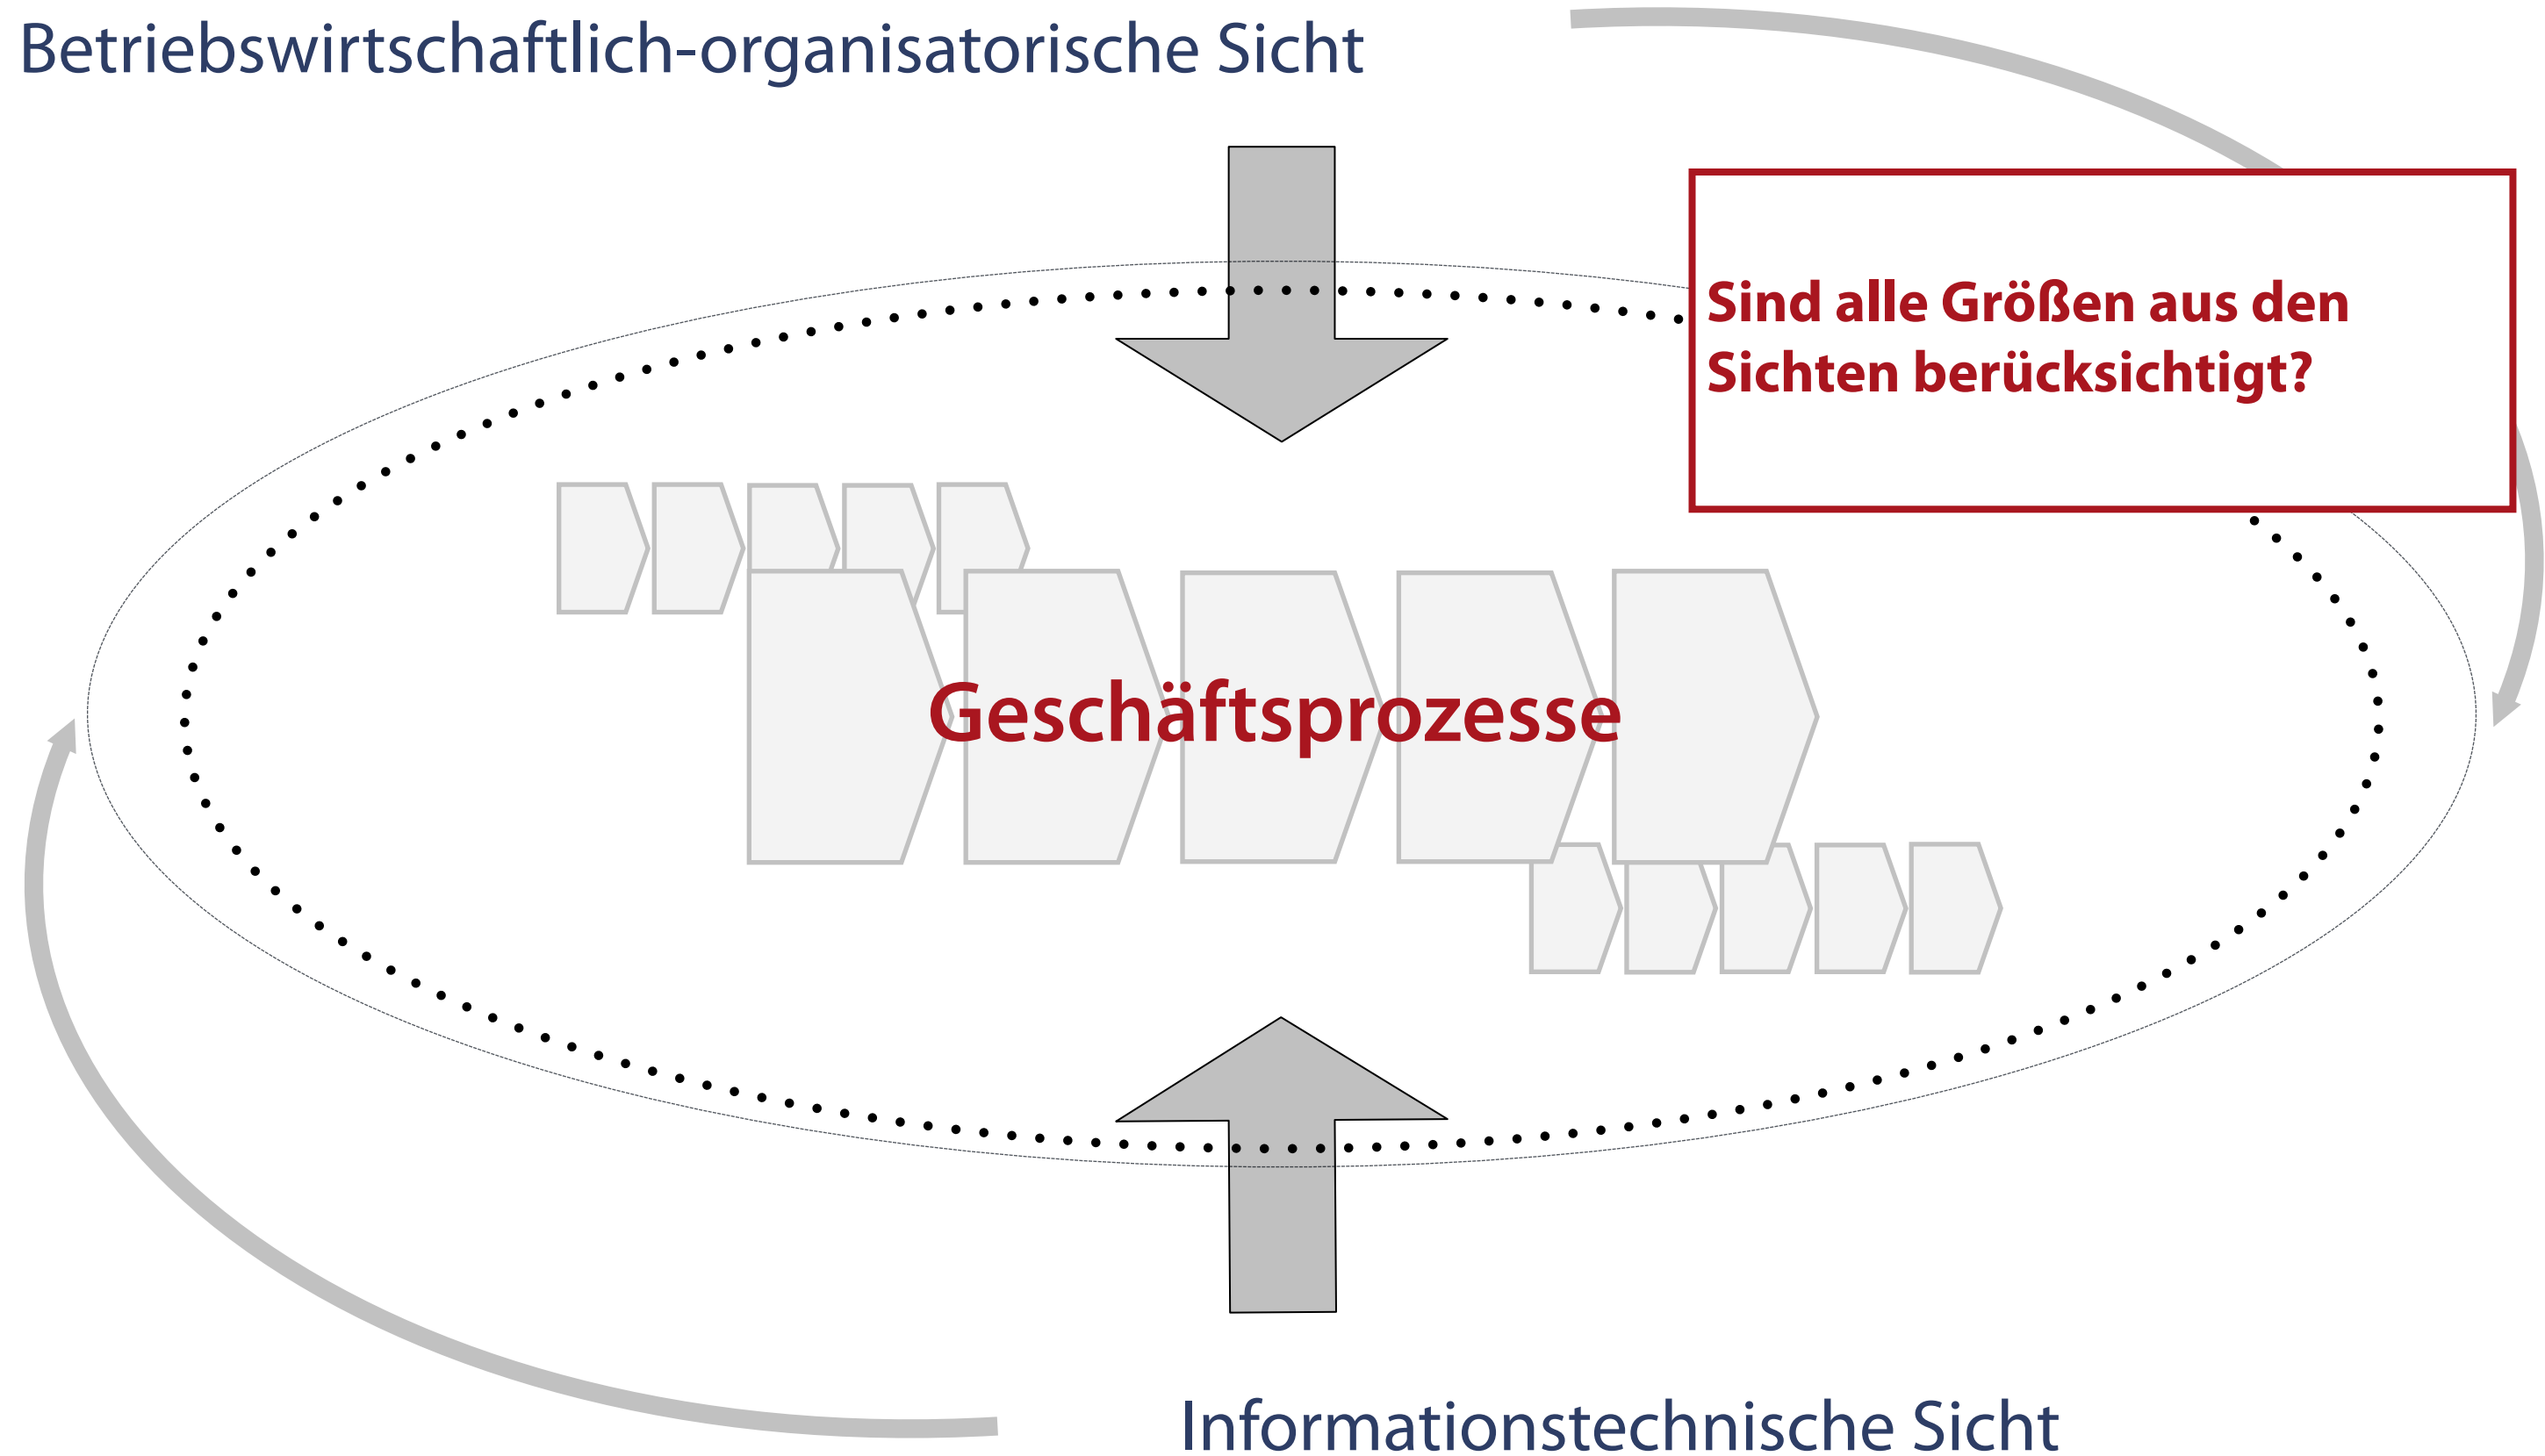 Betriebswirtschaftlich-organisatorische Sicht
Sind alle Größen aus den
Sichten berücksichtigt?
Geschäftsprozesse
Informationstechnische Sicht